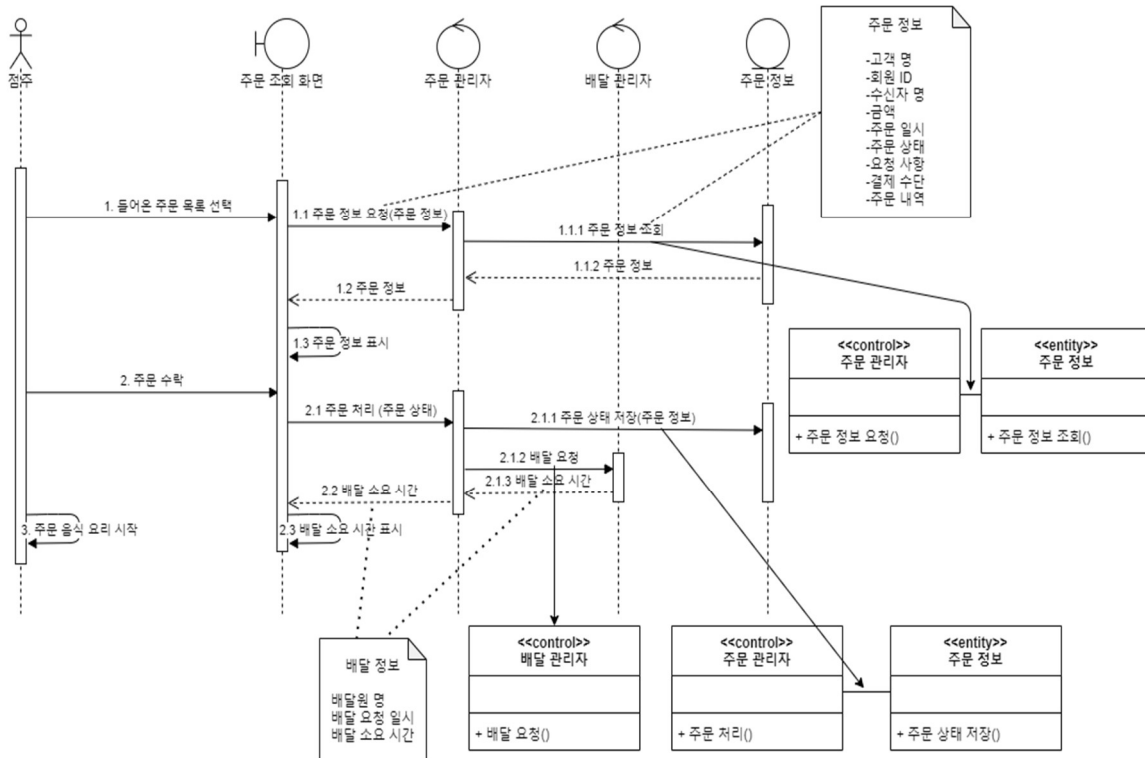 점주
주문 조회 화면
주문 관리자
배달 관리자
주문 정보
주문 정보
-고객 명
-회원 ID
-수신자 명
-금액
-주문 일시
-주문 상태
-요청 사항
-결제 수단
-주문 내역
1. 들어온 주문 목록 선택
1.1 주문 정보 요청(주문 정보)
1.1.1 주문 정보 조회
1.1.2 주문 정보
1.2 주문 정보
1.3 주문 정보 표시
2. 주문 수락
2.1 주문 처리 (주문 상태)
2.1.1 주문 상태 저장(주문 정보)
2.1.2 배달 요청
2.1.3 배달 소요 시간
2.2 배달 소요 시간
2.3 배달 소요 시간 표시
3. 주문 음식 요리 시작
<<control>>
주문 관리자
+ 주문 정보 요청()
<<entity>>
주문 정보
+ 주문 정보 조회()
배달 정보
배달원 명
배달 요청 일시
배달 소요 시간
<<control>>
배달 관리자
+ 배달 요청()
<<control>>
주문 관리자
+ 주문 처리()
<<entity>>
주문 정보
+ 주문 상태 저장()